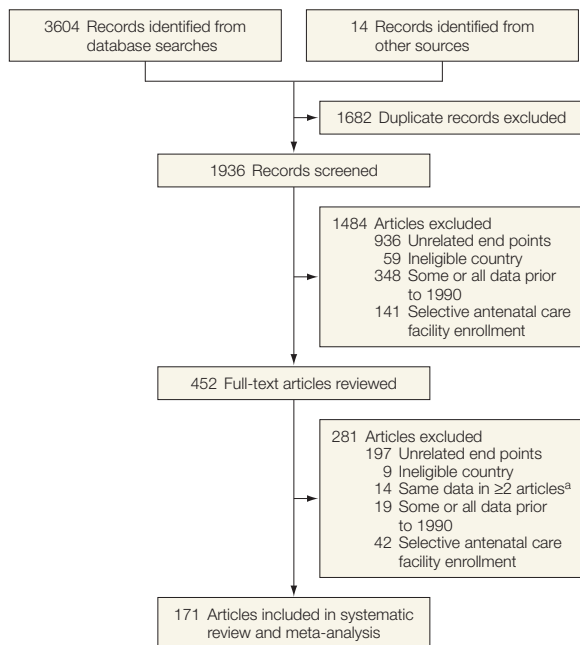 3604 Records identified from
database searches
14 Records identified from
other sources
1682 Duplicate records excluded
1936 Records screened
1484 Articles excluded
936 Unrelated end points
59 Ineligible country
348 Some or all data prior
to 1990
141 Selective antenatal care
facility enrollment
452 Full-text articles reviewed
281 Articles excluded
197 Unrelated end points
9 Ineligible country
14 Same data in ≥2 articlesa
19 Some or all data prior
to 1990
42 Selective antenatal care
facility enrollment
171 Articles included in systematic
review and meta-analysis